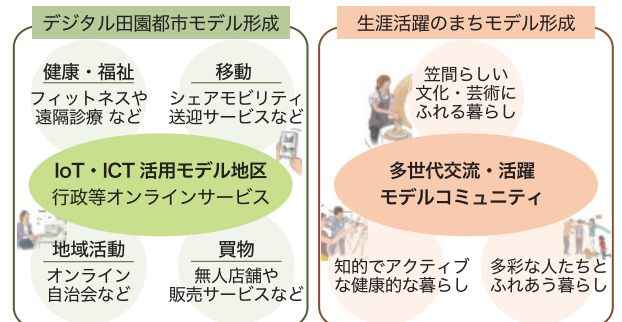 デジタル田園都市モデル形成
健康・福祉
フィットネスや
遠隔診療 など
移動
シェアモビリティ
送迎サービスなど
IoT・ICT 活用モデル地区
行政等オンラインサービス
地域活動
オンライン
自治会など
買物
無人店舗や
販売サービスなど
生涯活躍のまちモデル形成
笠間らしい
文化・芸術に
ふれる暮らし
多世代交流・活躍
モデルコミュニティ
知的でアクティブ
な健康的な暮らし
多彩な人たちと
ふれあう暮らし